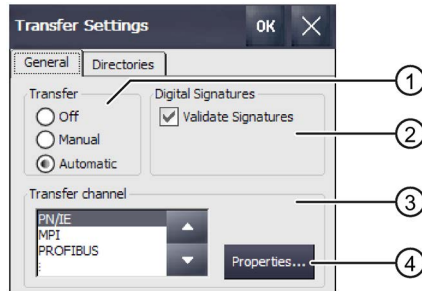 Transfer Settings OK
General Directories
Transfer
Off
Manual
Automatic
Digital Signatures
Validate Signatures
Transfer channel
PN/IE
MPI
PROFIBUS
:
Properties...
1
2
3
4